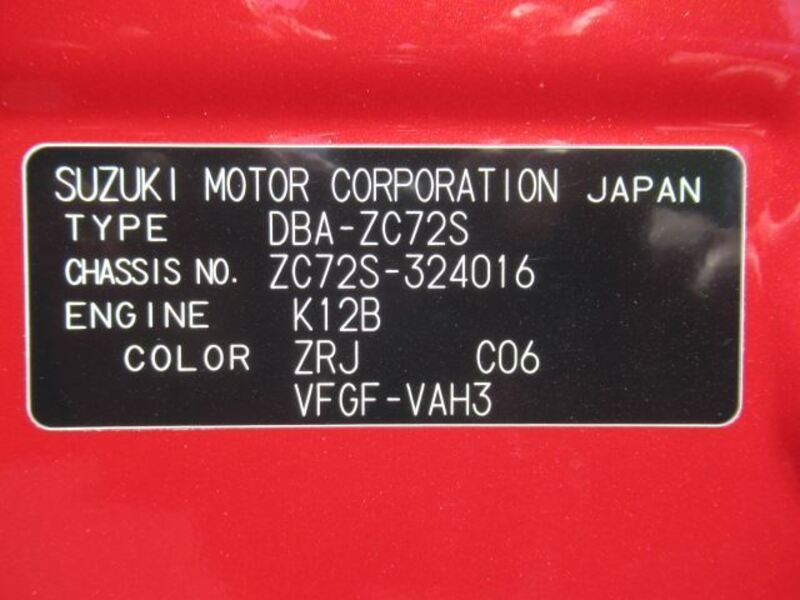 SUZUKI MOTOR CORPORATION JAPAN
TYPE DBA-ZC72S
CHASSIS NO. ZC72S-324016
ENGINE K12B
COLOR ZRJ C06
VFGF-VAH3